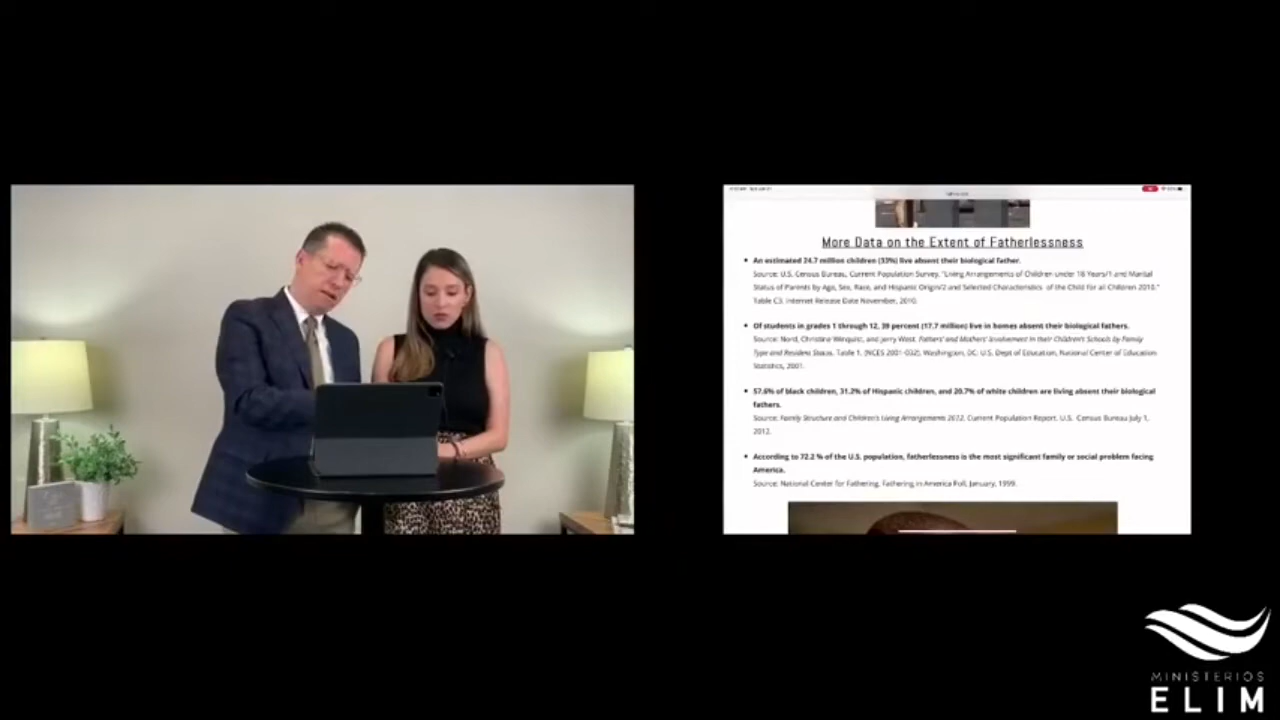 More Data on the Extent of Fatherlessness
An estimated 24.7 million children (33%) live absent their biological father.
Source: U.S. Census Bureau, Current Population Survey, "Living Arrangements of Children under 18 Years/1 and Marital
Status of Parents by Age, Sex, Race, and Hispanic Origin/2 and Selected Characteristics of the Child for all Children 2010."
Table C3. Internet Release Date November, 2010.
Of students in grades 1 through 12, 39 percent (17.7 million) live in homes absent their biological fathers.
Source: Nord, Christine Winquist, and Jerry West. Fathers' and Mothers' Involvement in their Children's Schools by Family
Type and Resident Status. Table 1. (NCES 2001-032). Washington, DC: U.S. Dept of Education, National Center of Education
Statistics, 2001.
57.6% of black children, 31.2% of Hispanic children, and 20.7% of white children are living absent their biological
fathers.
Source: Family Structure and Children's Living Arrangements 2012. Current Population Report. U.S. Census Bureau July 1,
2012.
According to 72.2 % of the U.S. population, fatherlessness is the most significant family or social problem facing
America.
Source: National Center for Fathering, Fathering in America Poll, January, 1999.
MINISTERIOS
ELIM